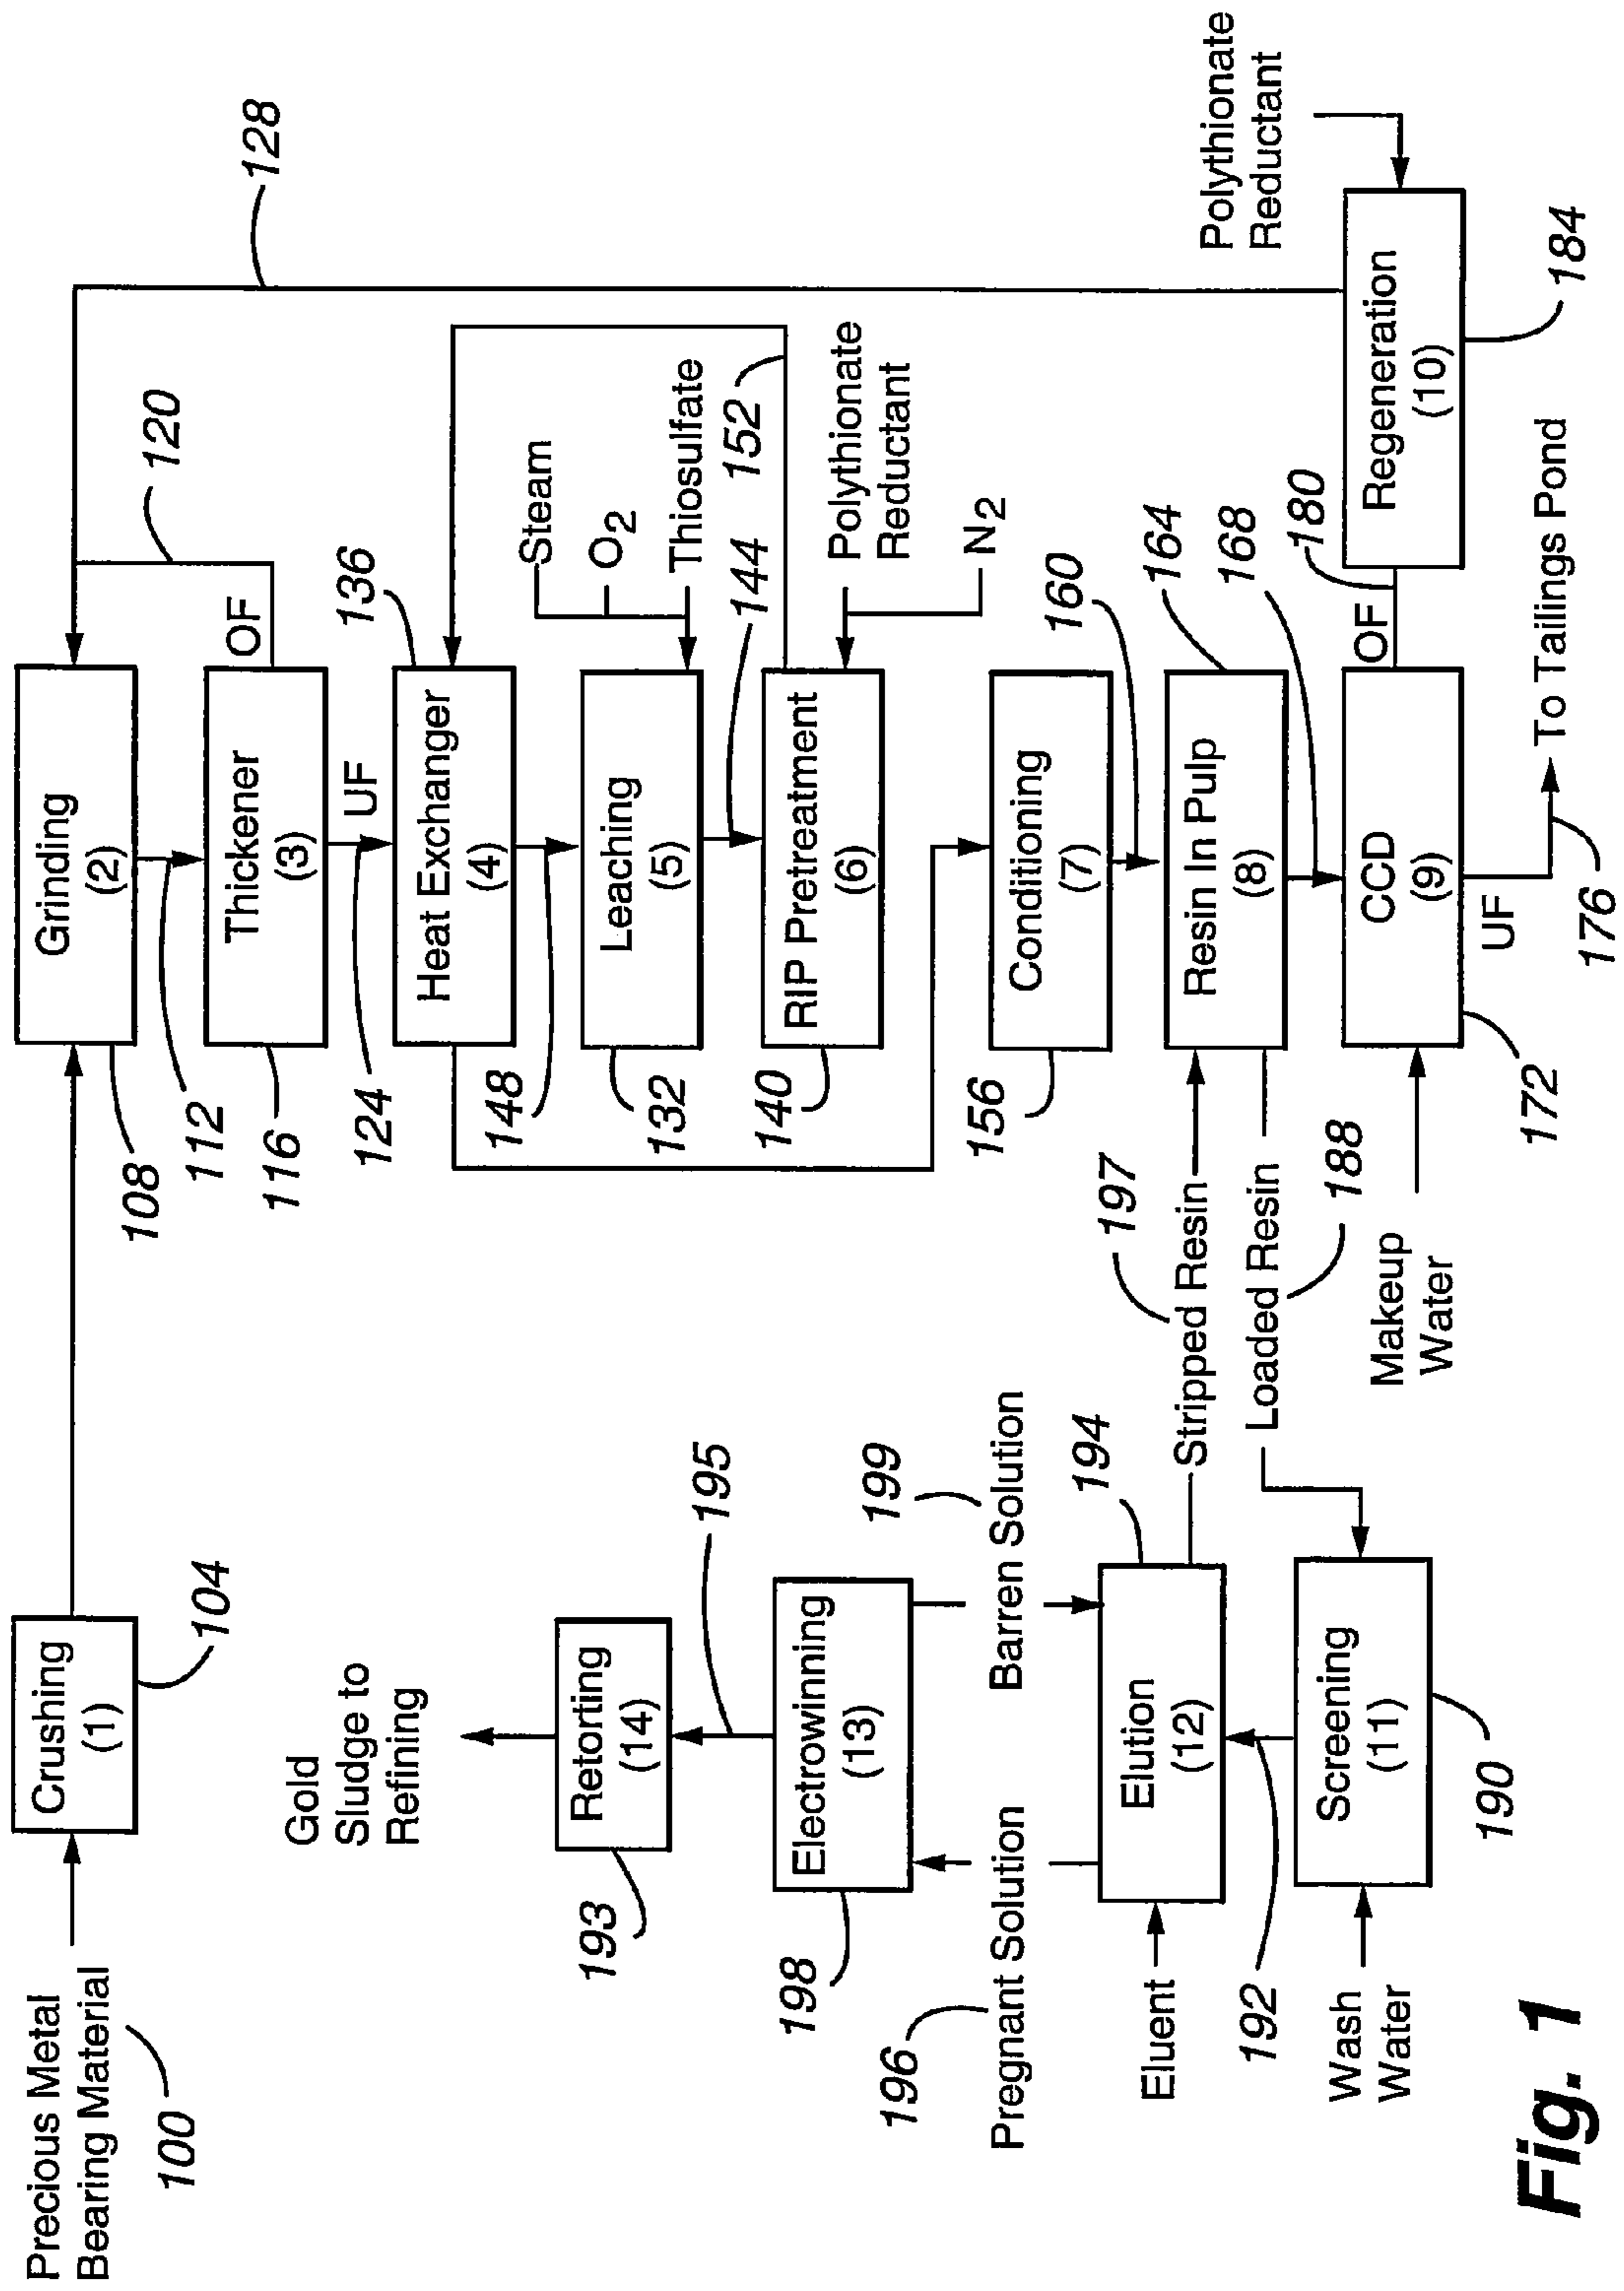 Precious Metal
Bearing Material
100
Crushing
(1)
104
Grinding
(2)
108
112
Thickener
(3)
116
OF
120
128
UF
124
Heat Exchanger
(4)
136
148
Steam
O2
Thiosulfate
Leaching
(5)
132
144
152
RIP Pretreatment
(6)
140
Polythionate
Reductant
N2
Conditioning
(7)
156
160
Resin In Pulp
(8)
164
168
Stripped Resin
197
Loaded Resin
188
CCD
(9)
172
Makeup
Water
OF
180
UF
176
To Tailings Pond
Regeneration
(10)
184
Polythionate
Reductant
Gold
Sludge to
Refining
Retorting
(14)
193
195
Electrowinning
(13)
198
Pregnant Solution
196
Barren Solution
199
Elution
(12)
194
Eluent
192
Screening
(11)
190
Wash
Water
Fig. 1